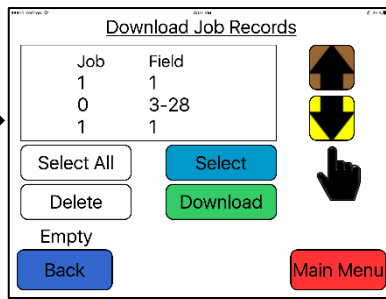 Download Job Records
Job Field
1 1
0 3-28
1 1
Select All Select
Delete Download
Empty
Back Main Menu